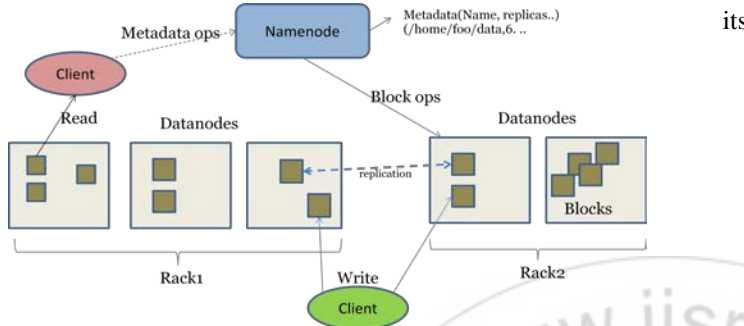 its
Metadata ops
Namenode
Metadata(Name, replicas..)
(/home/foo/data,6. ..
Client
Block ops
Read
Datanodes
Datanodes
replication
Blocks
Rack1
Write
Rack2
Client